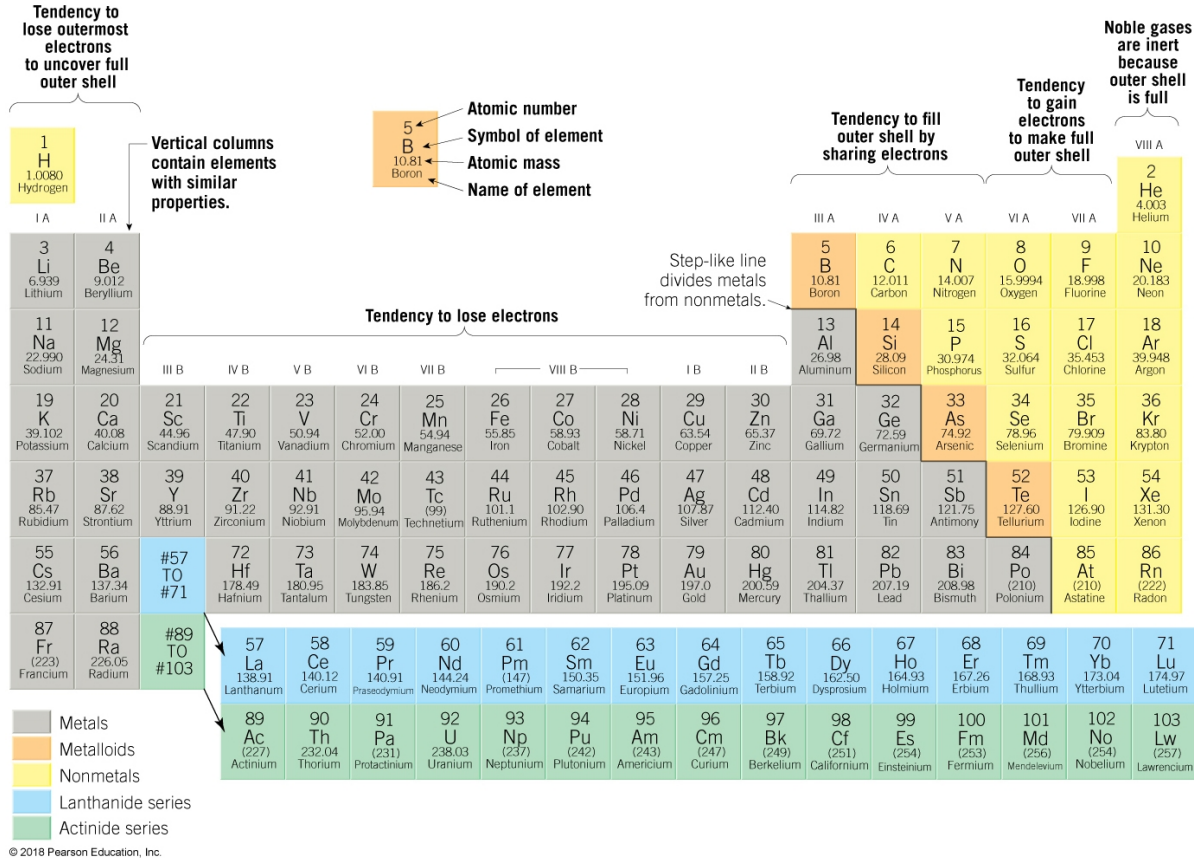 Tendency to
lose outermost
electrons
to uncover full
outer shell
Noble gases
are inert
because
outer shell
is full
Tendency
to gain
electrons
to make full
outer shell
Tendency to fill
outer shell by
sharing electrons
5
B
10.81
Boron
Atomic number
Symbol of element
Atomic mass
Name of element
Vertical columns
contain elements
with similar
properties.
1
H
1.0080
Hydrogen
VIII A
2
He
4.003
Helium
I A II A III A IV A V A VI A VII A
3 4 5 6 7 8 9 10
Li Be B C N O F Ne
6.939 9.012 10.81 12.011 14.007 15.9994 18.998 20.183
Lithium Beryllium Boron Carbon Nitrogen Oxygen Fluorine Neon
Step-like line
divides metals
from nonmetals.
Tendency to lose electrons
11 12 13 14 15 16 17 18
Na Mg Al Si P S Cl Ar
22.990 24.31 26.98 28.09 30.974 32.064 35.453 39.948
Sodium Magnesium Aluminum Silicon Phosphorus Sulfur Chlorine Argon
III B IV B V B VI B VII B VIII B I B II B
19 20 21 22 23 24 25 26 27 28 29 30 31 32 33 34 35 36
K Ca Sc Ti V Cr Mn Fe Co Ni Cu Zn Ga Ge As Se Br Kr
39.102 40.08 44.96 47.90 50.94 52.00 54.94 55.85 58.93 58.71 63.54 65.37 69.72 72.59 74.92 78.96 79.909 83.80
Potassium Calcium Scandium Titanium Vanadium Chromium Manganese Iron Cobalt Nickel Copper Zinc Gallium Germanium Arsenic Selenium Bromine Krypton
37 38 39 40 41 42 43 44 45 46 47 48 49 50 51 52 53 54
Rb Sr Y Zr Nb Mo Tc Ru Rh Pd Ag Cd In Sn Sb Te I Xe
85.47 87.62 88.91 91.22 92.91 95.94 (99) 101.1 102.90 106.4 107.87 112.40 114.82 118.69 121.75 127.60 126.90 131.30
Rubidium Strontium Yttrium Zirconium Niobium Molybdenum Technetium Ruthenium Rhodium Palladium Silver Cadmium Indium Tin Antimony Tellurium Iodine Xenon
55 56 #57 TO #71 72 73 74 75 76 77 78 79 80 81 82 83 84 85 86
Cs Ba Hf Ta W Re Os Ir Pt Au Hg Tl Pb Bi Po At Rn
132.91 137.34 178.49 180.95 183.85 186.2 190.2 192.2 195.09 197.0 200.59 204.37 207.19 208.98 (210) (210) (222)
Cesium Barium Hafnium Tantalum Tungsten Rhenium Osmium Iridium Platinum Gold Mercury Thallium Lead Bismuth Polonium Astatine Radon
87 88 #89 TO #103
Fr Ra
(223) 226.05
Francium Radium
57 58 59 60 61 62 63 64 65 66 67 68 69 70 71
La Ce Pr Nd Pm Sm Eu Gd Tb Dy Ho Er Tm Yb Lu
138.91 140.12 140.91 144.24 (147) 150.35 151.96 157.25 158.92 162.50 164.93 167.26 168.93 173.04 174.97
Lanthanum Cerium Praseodymium Neodymium Promethium Samarium Europium Gadolinium Terbium Dysprosium Holmium Erbium Thullium Ytterbium Lutetium
89 90 91 92 93 94 95 96 97 98 99 100 101 102 103
Ac Th Pa U Np Pu Am Cm Bk Cf Es Fm Md No Lw
(227) 232.04 (231) 238.03 (237) (242) (243) (247) (249) (251) (254) (253) (256) (254) (257)
Actinium Thorium Protactinium Uranium Neptunium Plutonium Americium Curium Berkelium Californium Einsteinium Fermium Mendelevium Nobelium Lawrencium
Metals
Metalloids
Nonmetals
Lanthanide series
Actinide series
© 2018 Pearson Education, Inc.